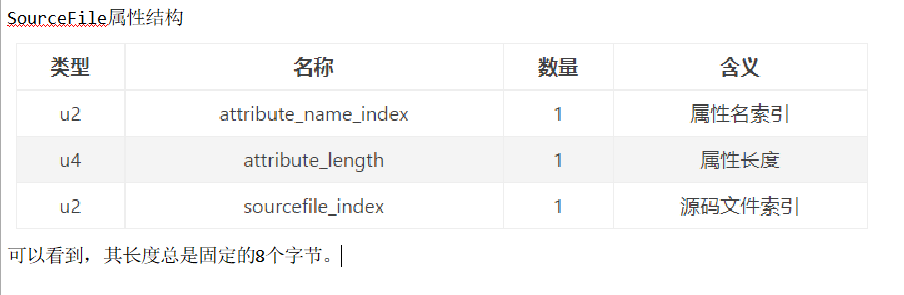 SourceFile属性结构
类型 名称 数量 含义
u2 attribute_name_index 1 属性名索引
u4 attribute_length 1 属性长度
u2 sourcefile_index 1 源码文件索引
可以看到，其长度总是固定的8个字节。